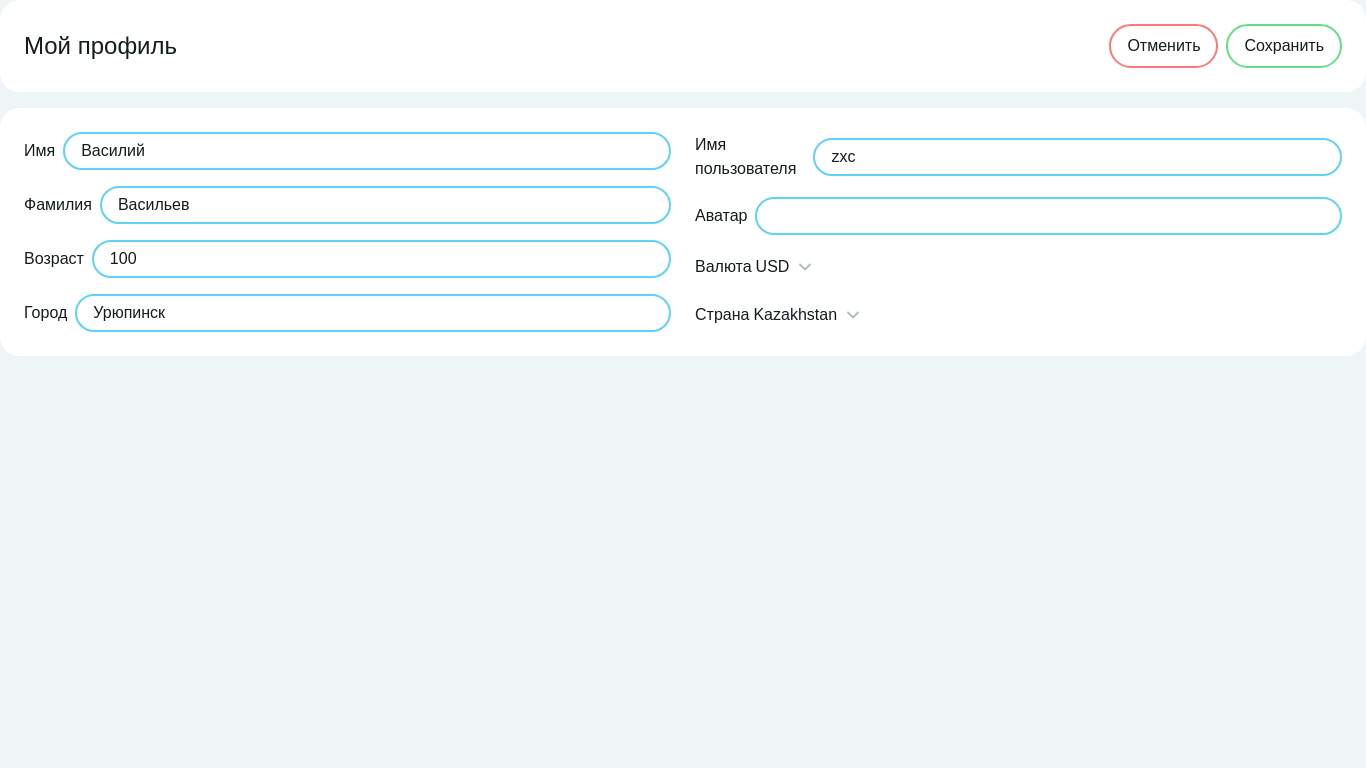 Мой профиль
Отменить
Сохранить
Имя Василий
Фамилия Васильев
Возраст 100
Город Урюпинск
Имя
пользователя
zxc
Аватар
Валюта USD
Страна Kazakhstan